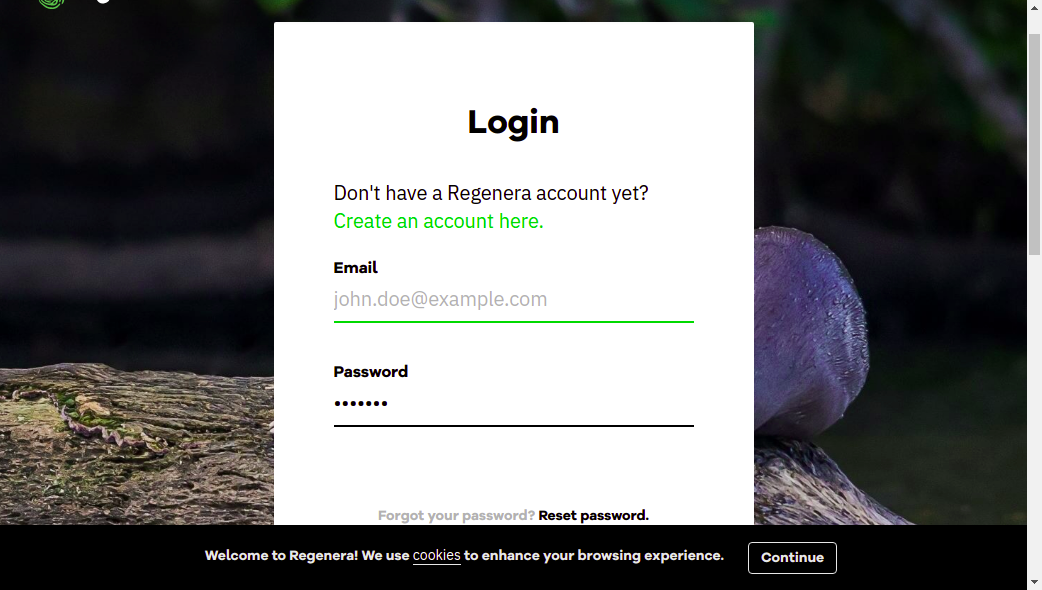 Login
Don't have a Regenera account yet?
Create an account here.
Email
john.doe@example.com
Password
•••••••
Forgot your password? Reset password.
Welcome to Regenera! We use cookies to enhance your browsing experience.
Continue